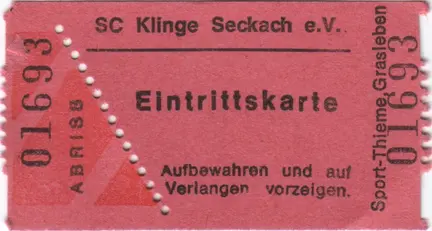 01693
ABRISS
SC Klinge Seckach e.V.
Eintrittskarte
Aufbewahren und auf
Verlangen vorzeigen.
Sport-Thieme, Grasleben
01693